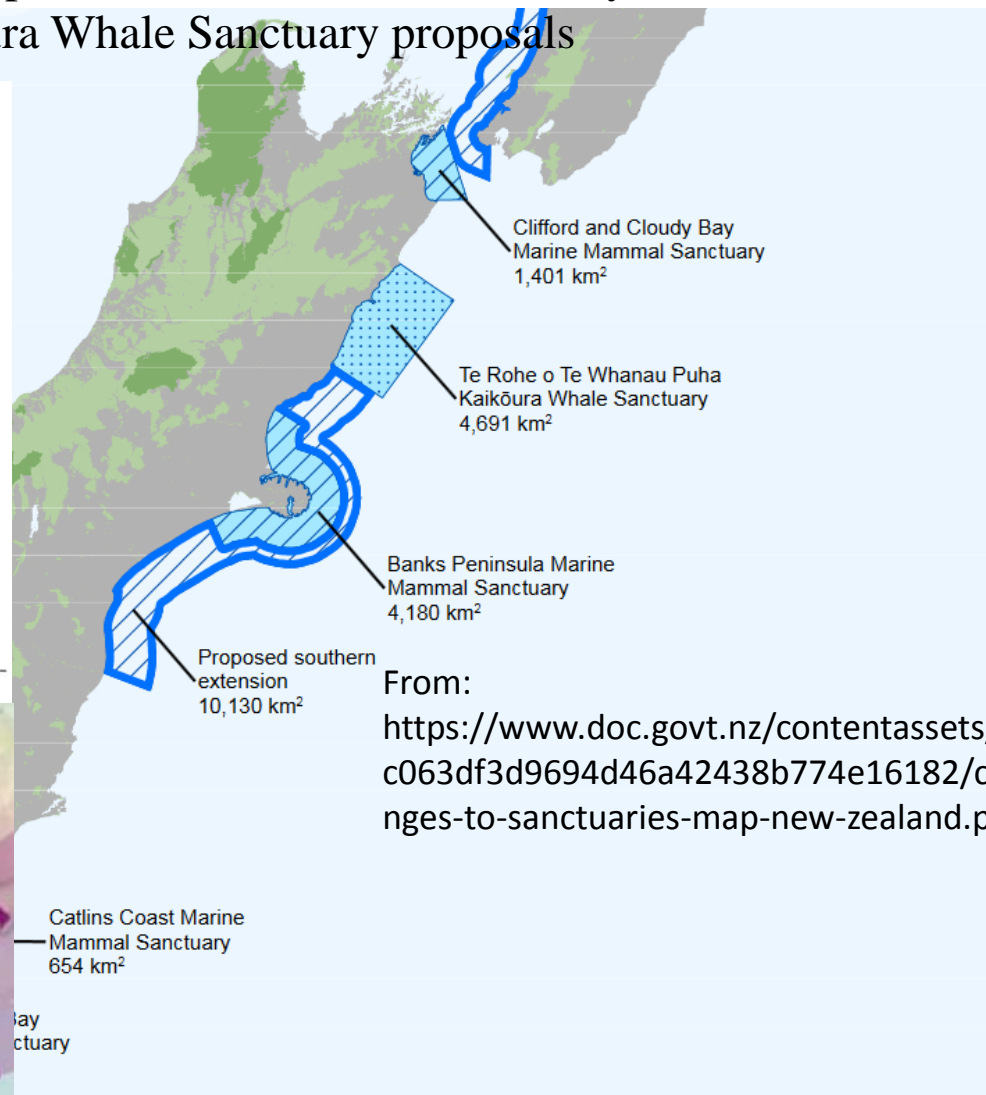 ra Whale Sanctuary proposals
Clifford and Cloudy Bay
Marine Mammal Sanctuary
1,401 km²
Te Rohe o Te Whanau Puha
Kaikōura Whale Sanctuary
4,691 km²
Banks Peninsula Marine
Mammal Sanctuary
4,180 km²
Proposed southern
extension
10,130 km²
From:
https://www.doc.govt.nz/contentassets/
c063df3d9694d46a42438b774e16182/c
nges-to-sanctuaries-map-new-zealand.p
Catlins Coast Marine
Mammal Sanctuary
654 km²
Bay
ctuary